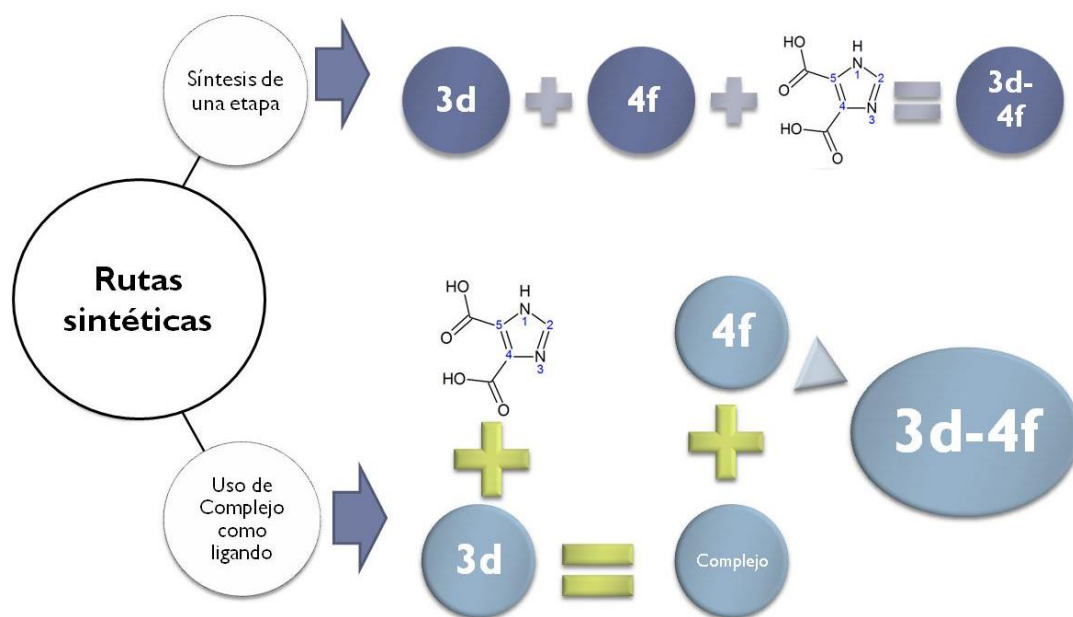 Síntesis de
una etapa
3d
4f
HO
O
HO
O
H
N
1
2
N
3
4
5
3d-
4f
Rutas
sintéticas
HO
O
HO
O
H
N
1
2
N
3
4
5
4f
3d-4f
Uso de
Complejo
como
ligando
3d
Complejo